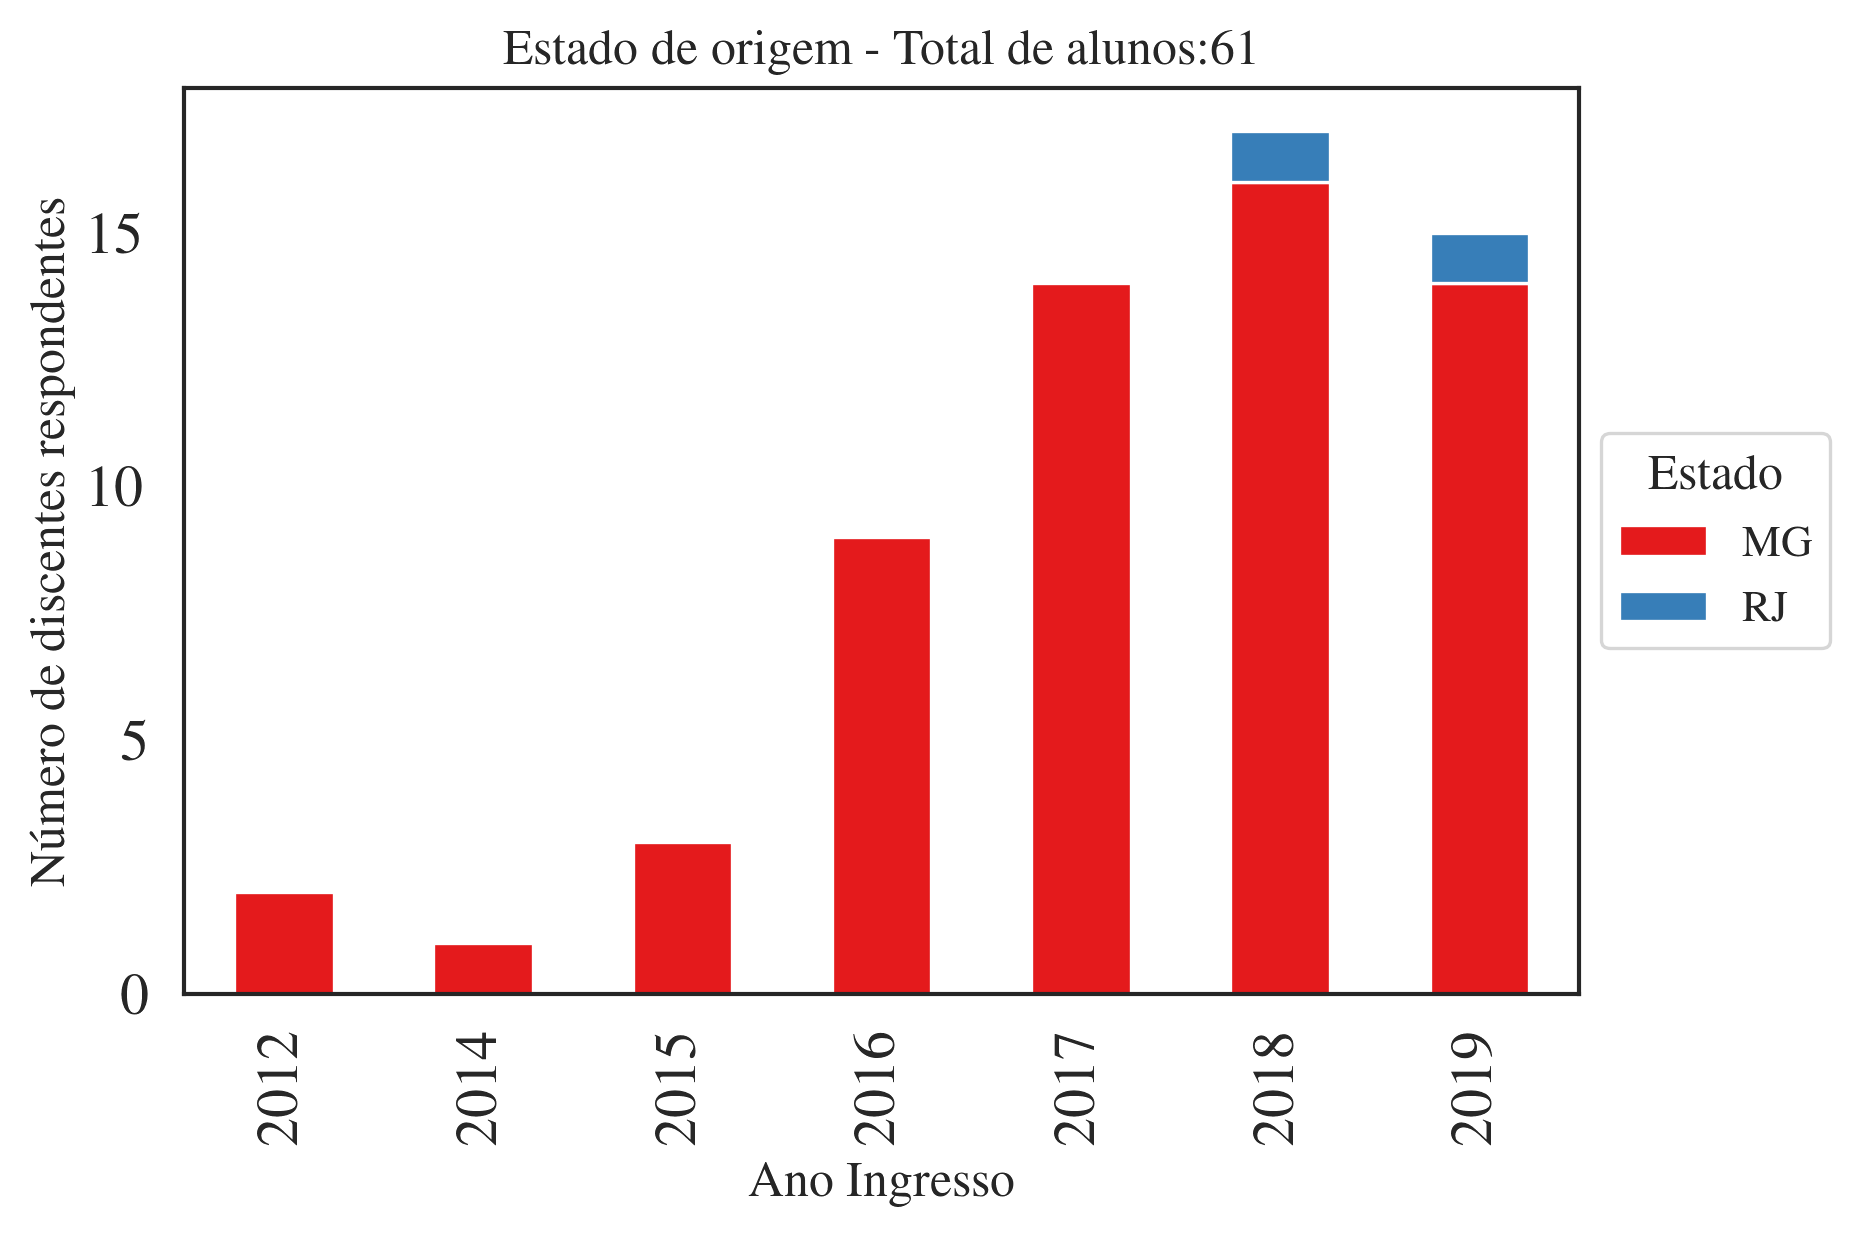 Estado de origem - Total de alunos:61
Número de discentes respondentes
15
10
5
0
2012
2014
2015
2016
2017
2018
2019
Ano Ingresso
Estado
MG
RJ